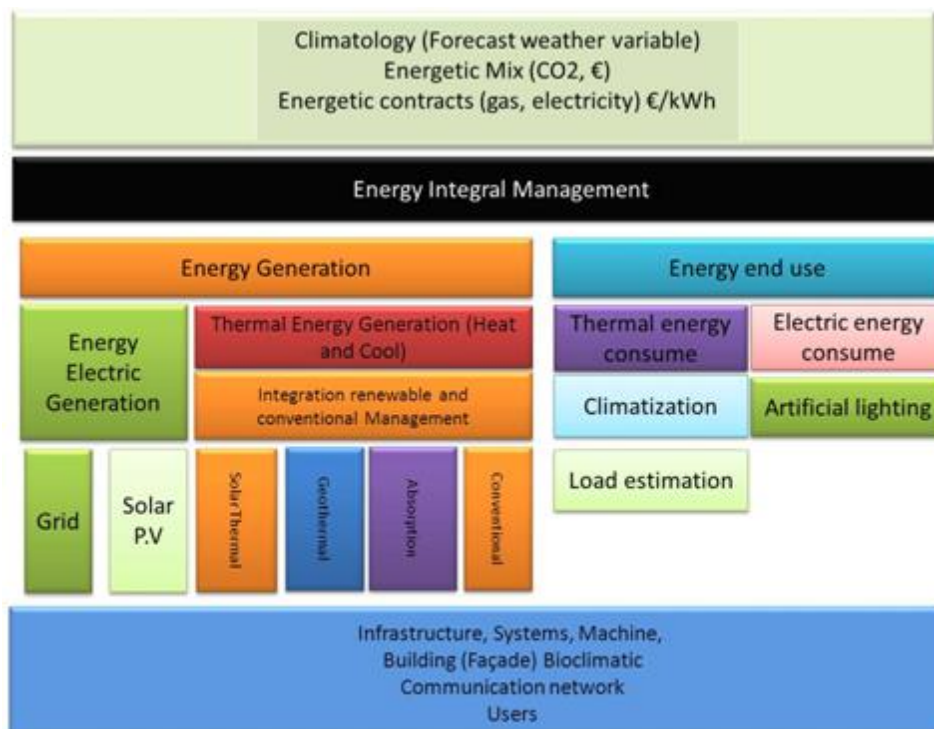 Climatology (Forecast weather variable)
Energetic Mix (CO2, €)
Energetic contracts (gas, electricity) €/kWh
Energy Integral Management
Energy Generation
Energy end use
Energy
Electric
Generation
Thermal Energy Generation (Heat
and Cool)
Integration renewable and
conventional Management
Thermal energy
consume
Electric energy
consume
Climatization
Artificial lighting
Grid
Solar
P.V
Solar Thermal
Geothermal
Absorption
Conventional
Load estimation
Infrastructure, Systems, Machine,
Building (Façade) Bioclimatic
Communication network
Users